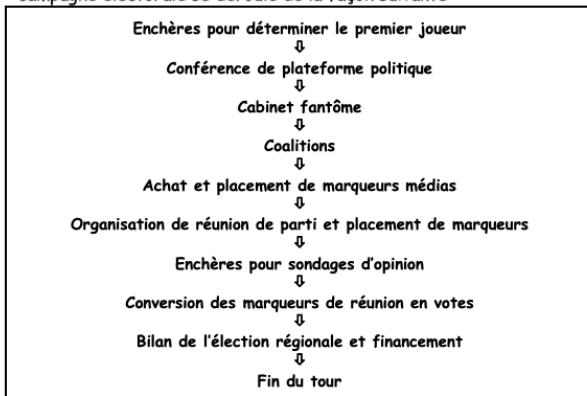 Enchères pour déterminer le premier joueur
⇩
Conférence de plateforme politique
⇩
Cabinet fantôme
⇩
Coalitions
⇩
Achat et placement de marqueurs médias
⇩
Organisation de réunion de parti et placement de marqueurs
⇩
Enchères pour sondages d'opinion
⇩
Conversion des marqueurs de réunion en votes
⇩
Bilan de l'élection régionale et financement
⇩
Fin du tour